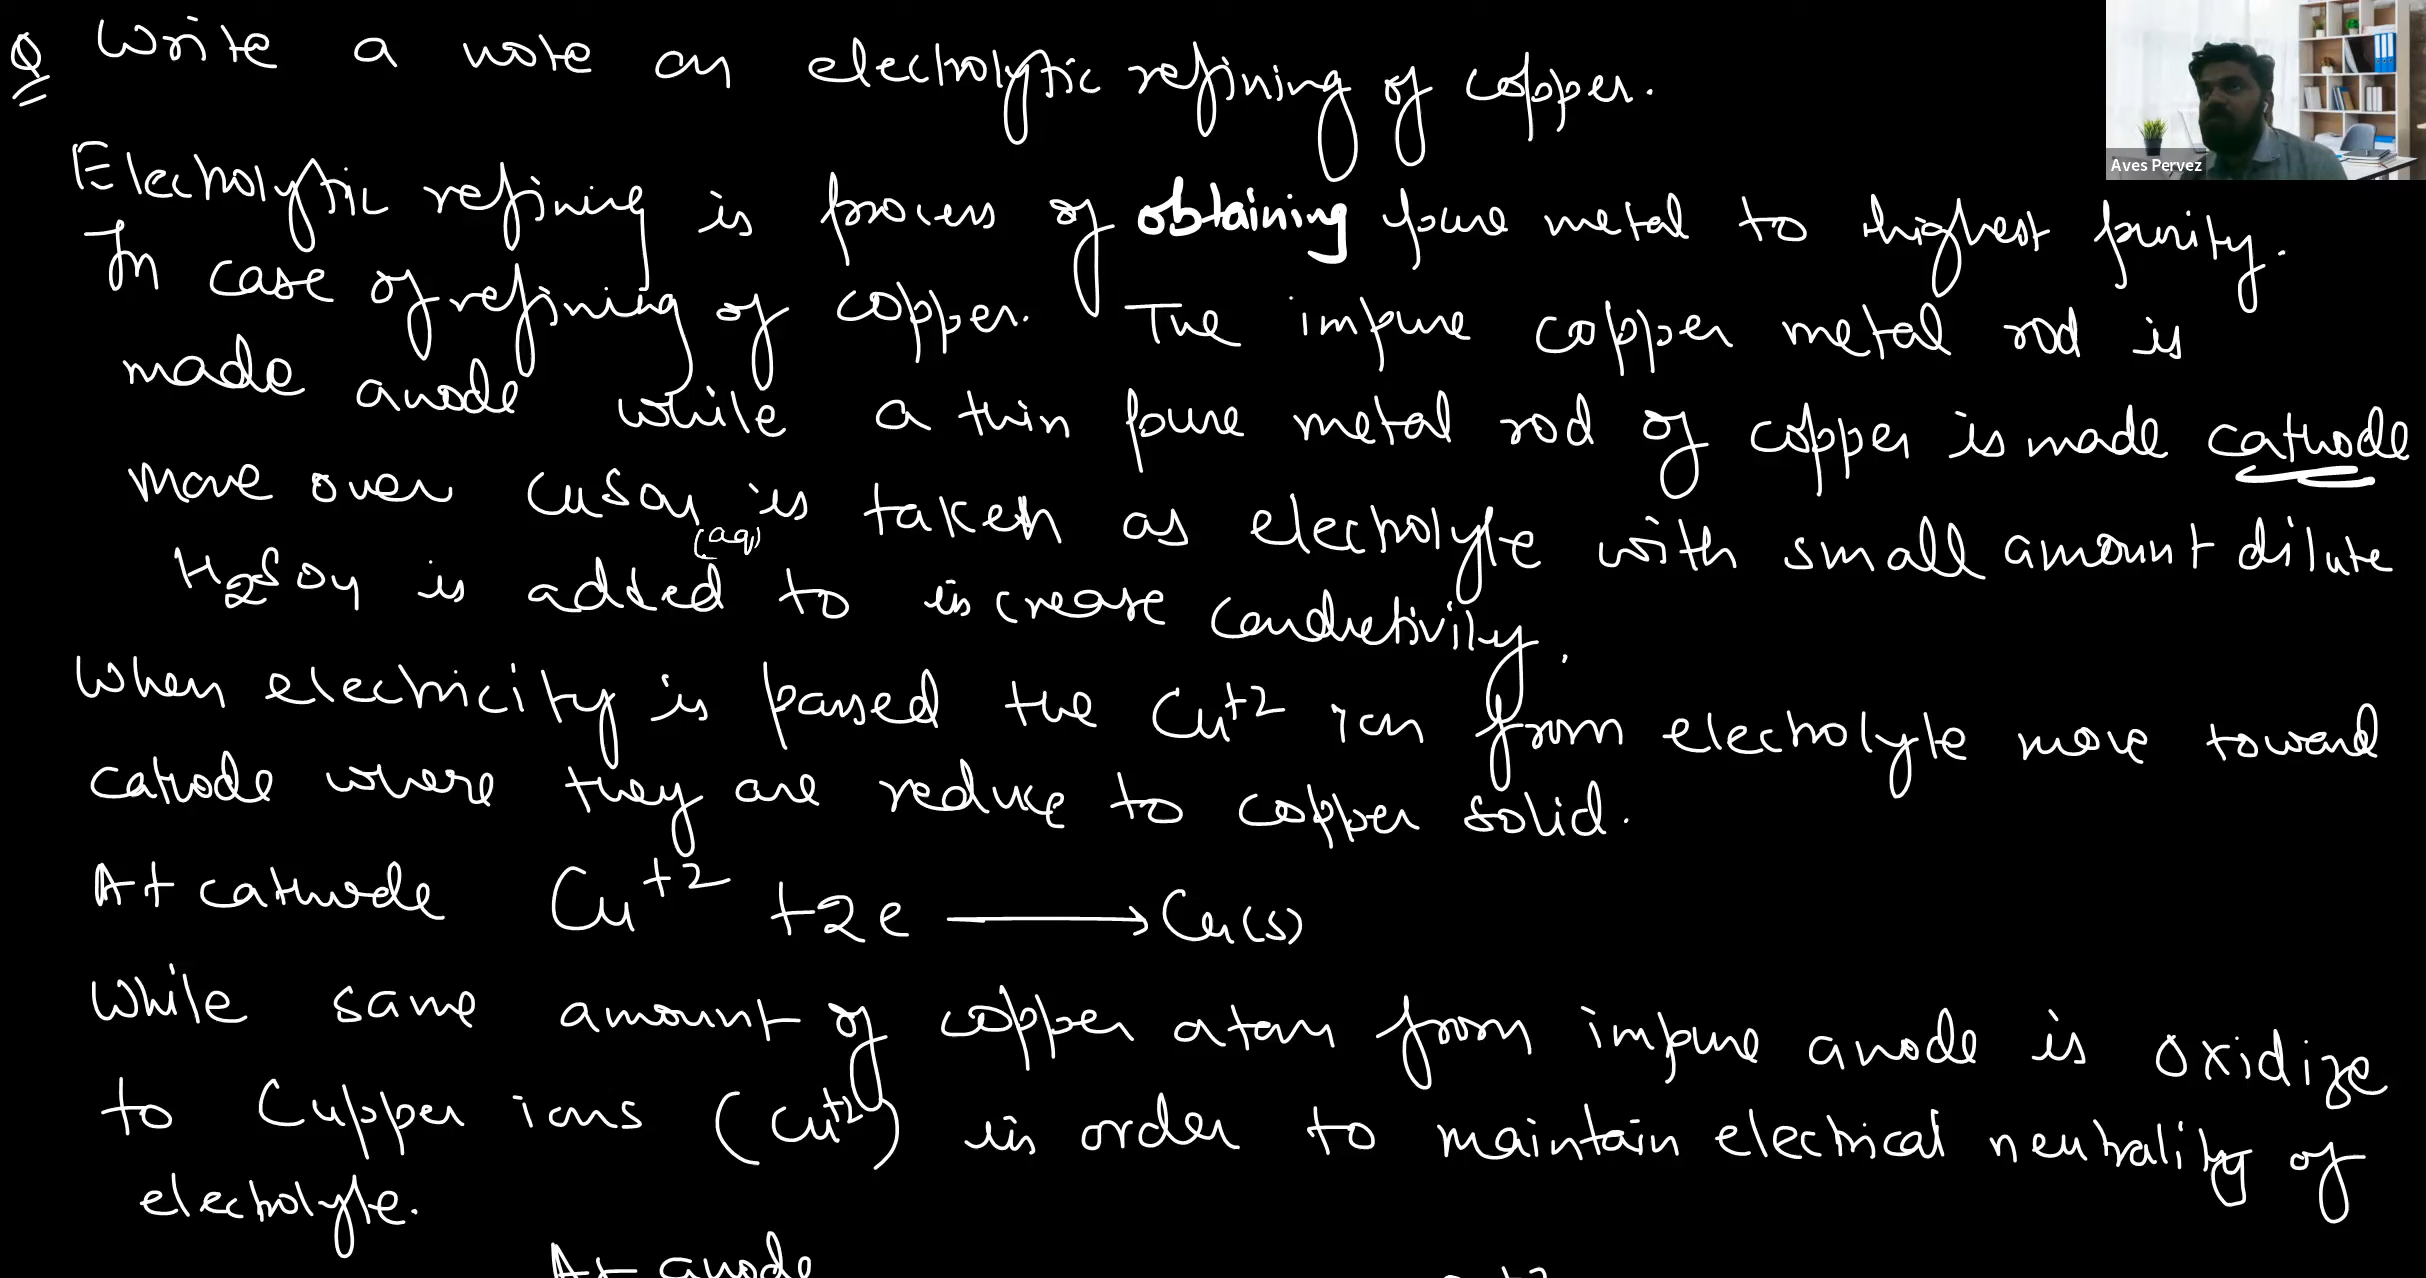 Q Write a note on electrolytic refining of copper.
Aves Pervez
Electrolytic refining is process of obtaining pure metal to highest purity.
In case of refining of copper. The impure copper metal rod is
made anode while a thin pure metal rod of copper is made cathode
more over CuSO4 (aq) is taken as electrolyte with small amount dilute
H2SO4 is added to increase conductivity.
When electricity is passed the Cu+2 ion from electrolyte move toward
cathode where they are reduce to copper solid.
At cathode Cu+2 +2e → Cu(s)
While same amount of copper atom from impure anode is oxidize
to Cupper ions (Cu+2) in order to maintain electrical neutrality of
electrolyte.
At anode